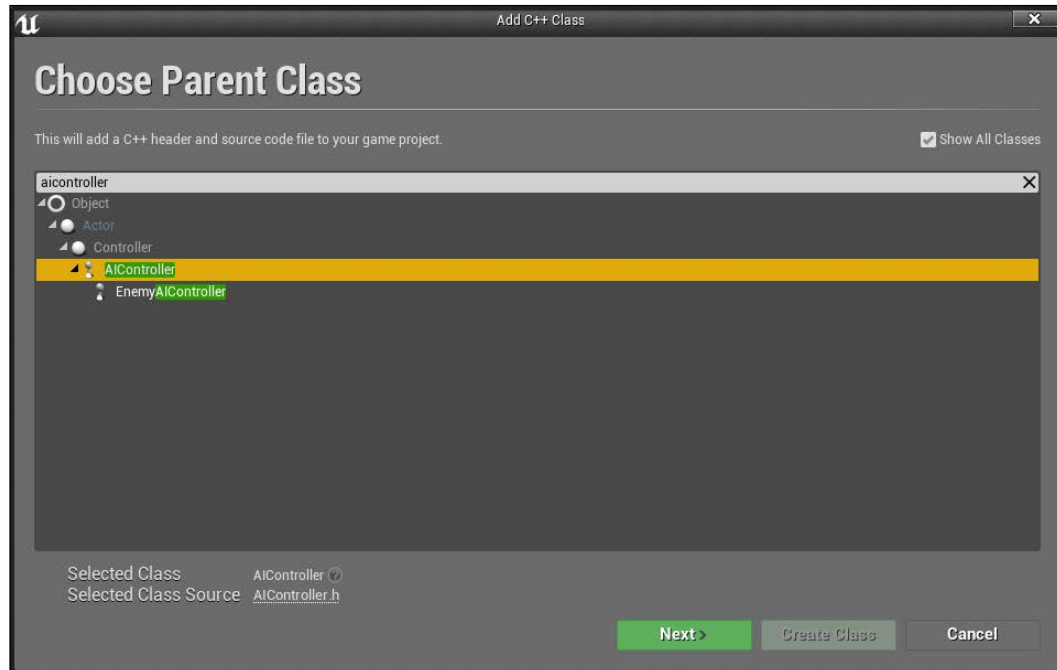 Add C++ Class
Choose Parent Class
This will add a C++ header and source code file to your game project.
Show All Classes
aicontroller
Object
Actor
Controller
AIController
EnemyAIController
Selected Class AIController ?
Selected Class Source AIController.h
Next > Create Class Cancel